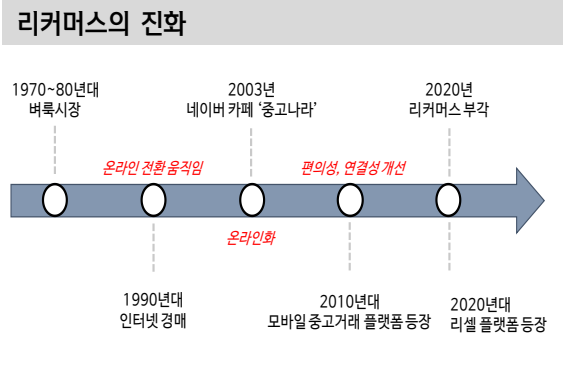 리커머스의 진화
1970~80년대
벼룩시장
2003년
네이버 카페 ‘중고나라’
2020년
리커머스 부각
온라인 전환 움직임
편의성, 연결성 개선
온라인화
1990년대
인터넷 경매
2010년대
모바일 중고거래 플랫폼 등장
2020년대
리셀 플랫폼 등장